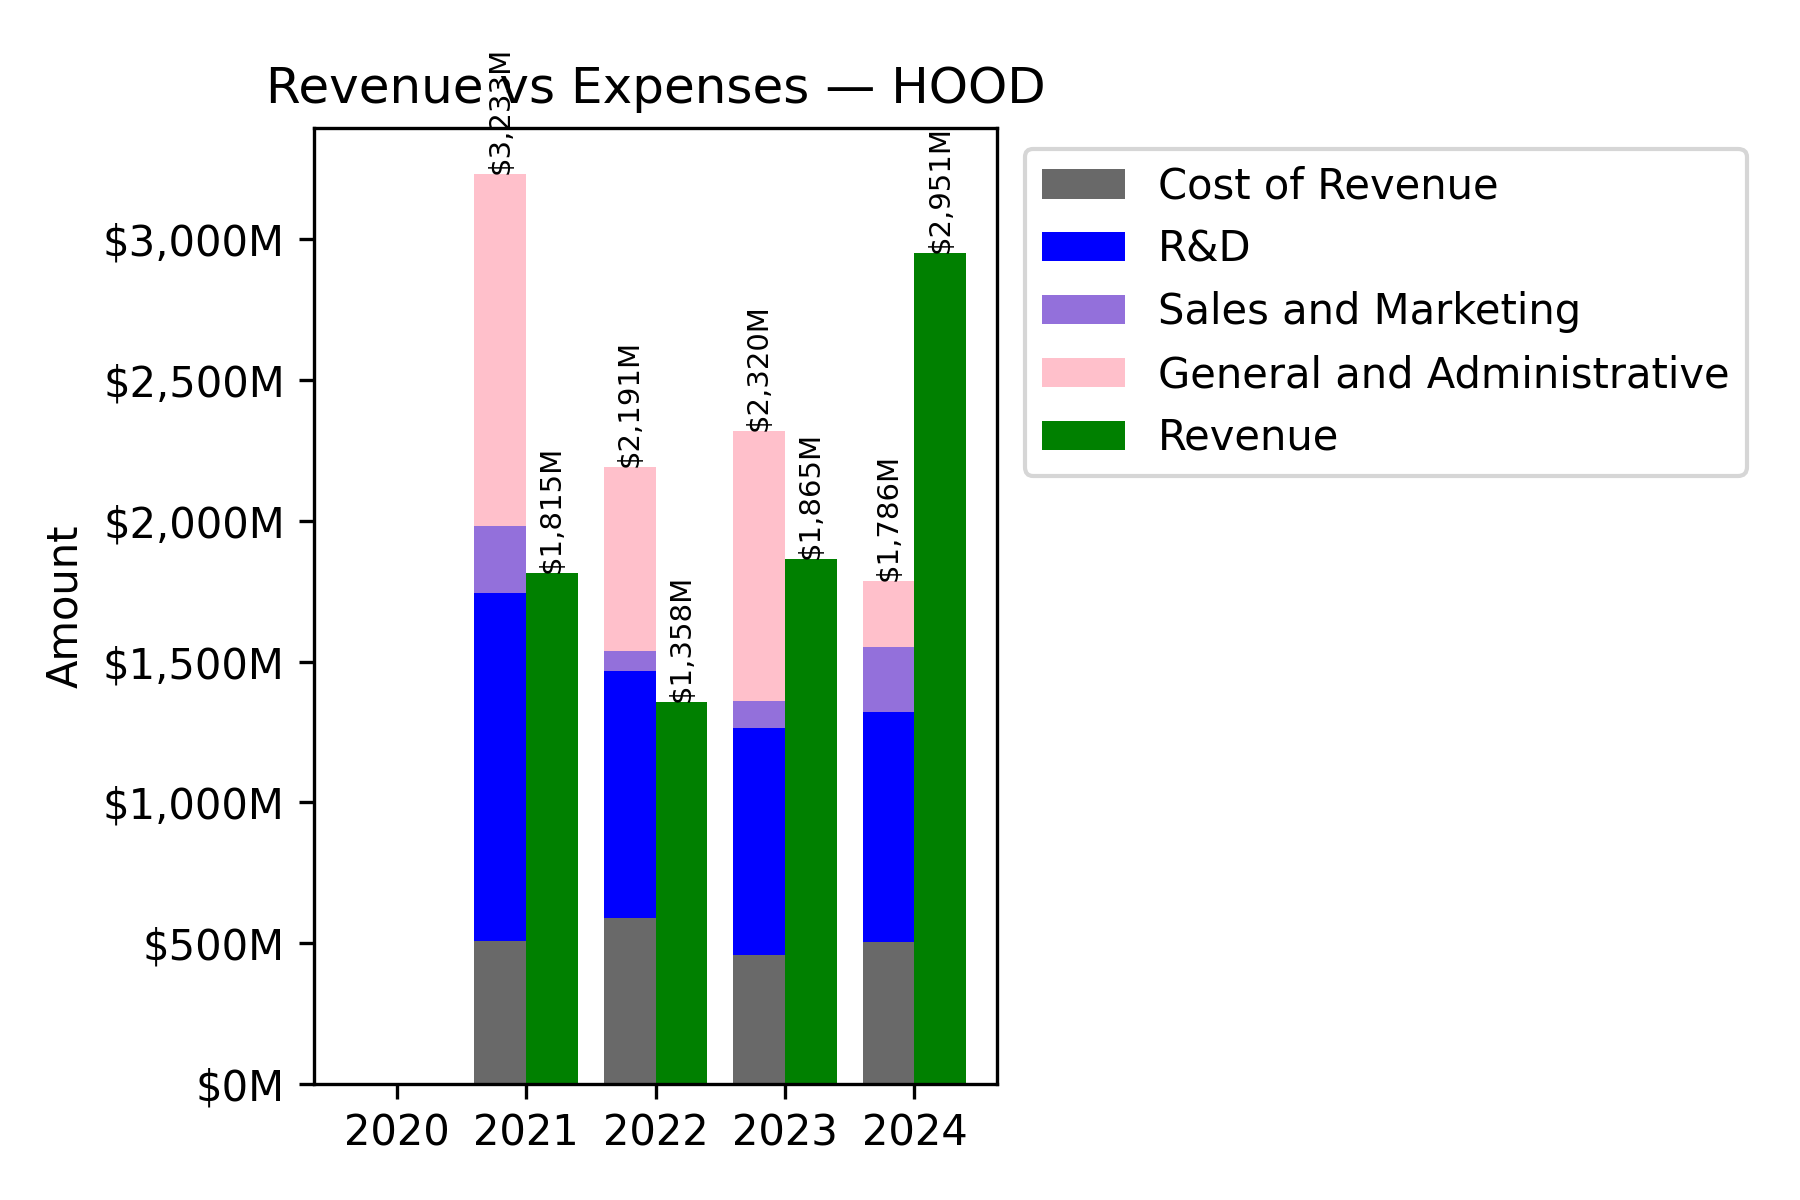 Revenue vs Expenses — HOOD
$3,233M
$1,815M
$2,191M
$1,358M
$2,320M
$1,865M
$1,786M
$2,951M
Amount
$3,000M
$2,500M
$2,000M
$1,500M
$1,000M
$500M
$0M
2020 2021 2022 2023 2024
Cost of Revenue
R&D
Sales and Marketing
General and Administrative
Revenue